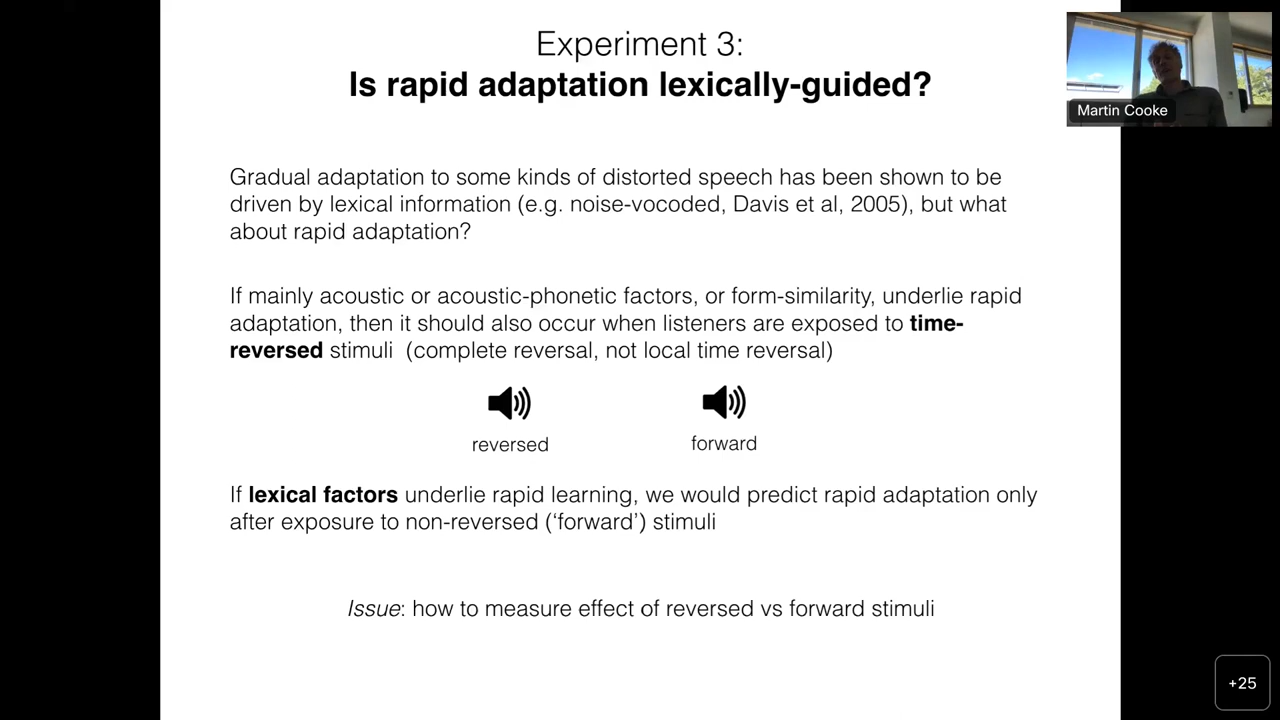 Experiment 3:
Is rapid adaptation lexically-guided?
Martin Cooke
Gradual adaptation to some kinds of distorted speech has been shown to be
driven by lexical information (e.g. noise-vocoded, Davis et al, 2005), but what
about rapid adaptation?
If mainly acoustic or acoustic-phonetic factors, or form-similarity, underlie rapid
adaptation, then it should also occur when listeners are exposed to time-
reversed stimuli (complete reversal, not local time reversal)
reversed
forward
If lexical factors underlie rapid learning, we would predict rapid adaptation only
after exposure to non-reversed (‘forward’) stimuli
Issue: how to measure effect of reversed vs forward stimuli
+25